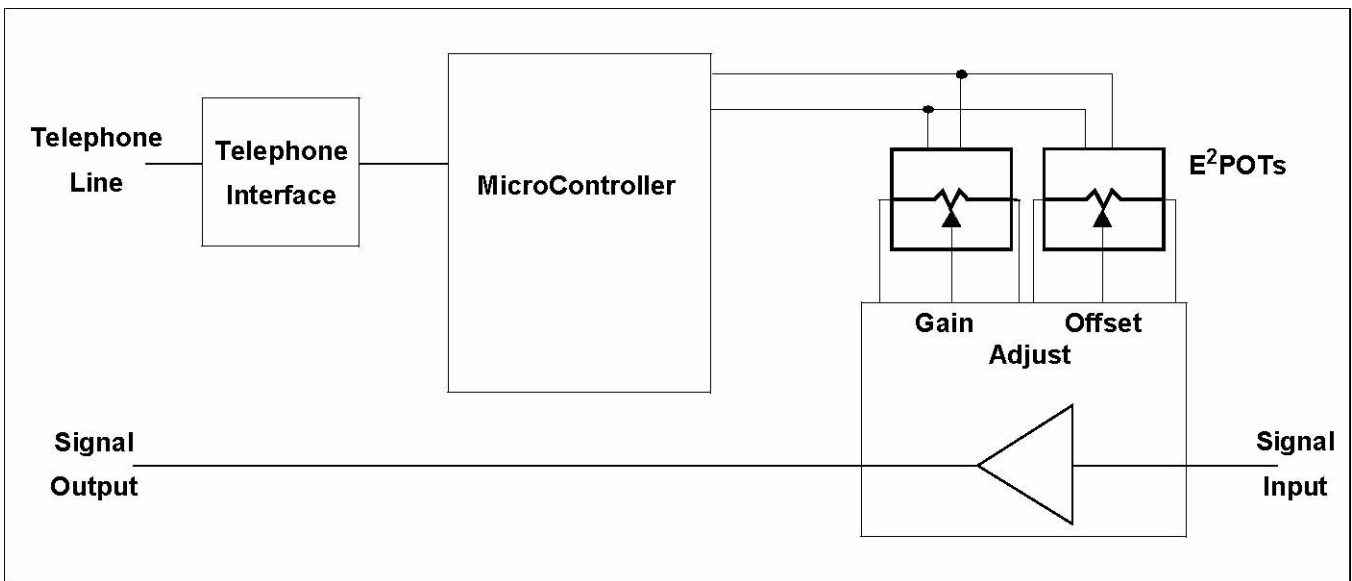 Telephone
Line
Telephone
Interface
MicroController
E²POTs
Gain
Offset
Adjust
Signal
Output
Signal
Input